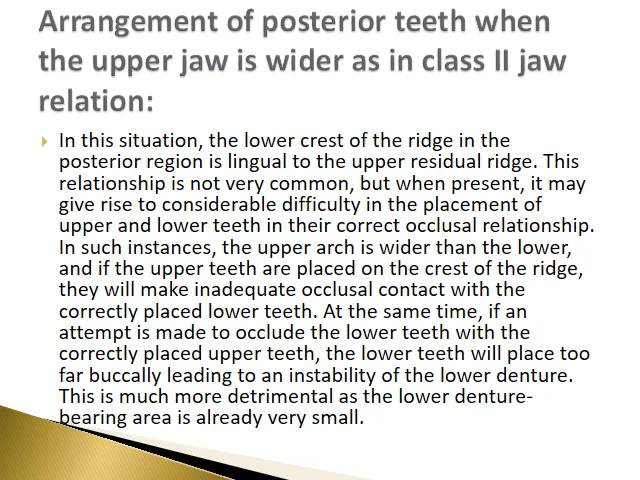 Arrangement of posterior teeth when
the upper jaw is wider as in class II jaw
relation:
In this situation, the lower crest of the ridge in the
posterior region is lingual to the upper residual ridge. This
relationship is not very common, but when present, it may
give rise to considerable difficulty in the placement of
upper and lower teeth in their correct occlusal relationship.
In such instances, the upper arch is wider than the lower,
and if the upper teeth are placed on the crest of the ridge,
they will make inadequate occlusal contact with the
correctly placed lower teeth. At the same time, if an
attempt is made to occlude the lower teeth with the
correctly placed upper teeth, the lower teeth will place too
far buccally leading to an instability of the lower denture.
This is much more detrimental as the lower denture-
bearing area is already very small.